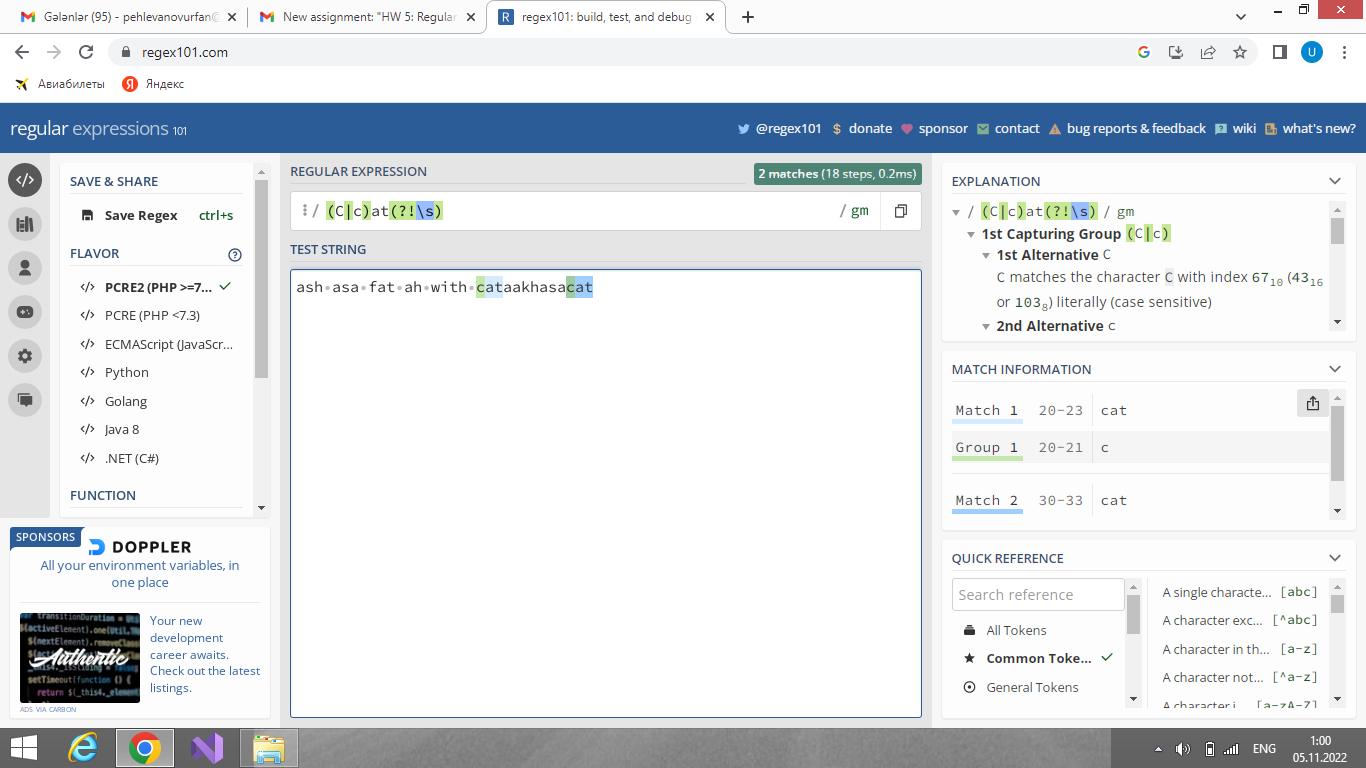 Gələnlər (95) - pehlevanovurfan@
New assignment: "HW 5: Regular
regex101: build, test, and debug
regex101.com
Авиабилеты
Яндекс
U
regular expressions 101
@regex101
donate
sponsor
contact
bug reports & feedback
wiki
what's new?
SAVE & SHARE
Save Regex ctrl+s
FLAVOR
PCRE2 (PHP >=7...
PCRE (PHP <7.3)
ECMAScript (JavaScr...
Python
Golang
Java 8
.NET (C#)
FUNCTION
SPONSORS
DOPPLER
All your environment variables, in
one place
Authentic
Your new
development
career awaits.
Check out the latest
listings.
ADS VIA CARBON
REGULAR EXPRESSION
2 matches (18 steps, 0.2ms)
/ (C|c)at(?!\s) / gm
TEST STRING
ash·asa·fat·ah·with·cataakhasacat
EXPLANATION
/ (C|c)at(?!\s) / gm
1st Capturing Group (C|c)
1st Alternative C
C matches the character C with index 67₁₀ (43₁₆
or 103₈) literally (case sensitive)
2nd Alternative c
MATCH INFORMATION
Match 1 20-23 cat
Group 1 20-21 c
Match 2 30-33 cat
QUICK REFERENCE
Search reference
All Tokens
Common Toke...
General Tokens
A single characte... [abc]
A character exc... [^abc]
A character in th... [a-z]
A character not... [^a-z]
A character i... [a-zA-Z]
ENG
1:00
05.11.2022